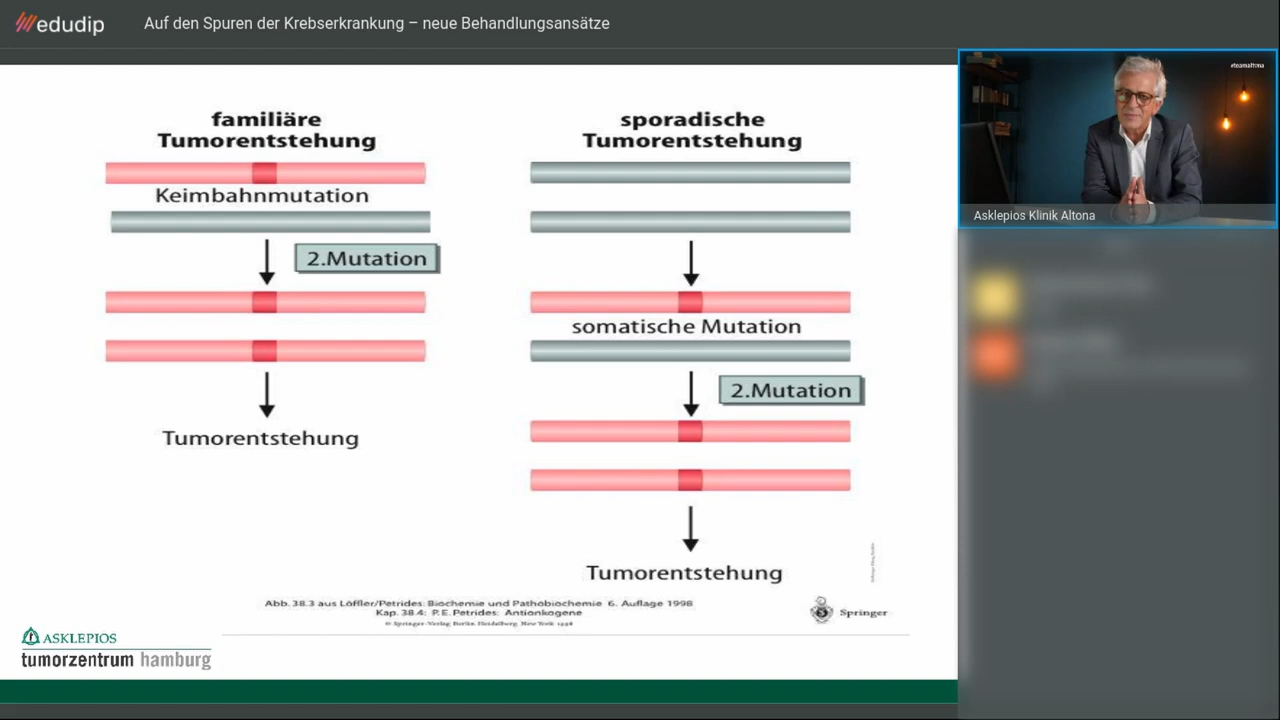 edudip
Auf den Spuren der Krebserkrankung – neue Behandlungsansätze
familiäre
Tumorentstehung
Keimbahnmutation
2.Mutation
Tumorentstehung
sporadische
Tumorentstehung
somatische Mutation
2.Mutation
Tumorentstehung
Abb. 38.3 aus Löffler/Petrides: Biochemie und Pathobiochemie 6. Auflage 1998
Kap. 38.4: P. E. Petrides: Antionkogene
© Springer-Verlag Berlin Heidelberg New York 1998
Springer
ASKLEPIOS
tumorzentrum hamburg
#teamaltona
Asklepios Klinik Altona